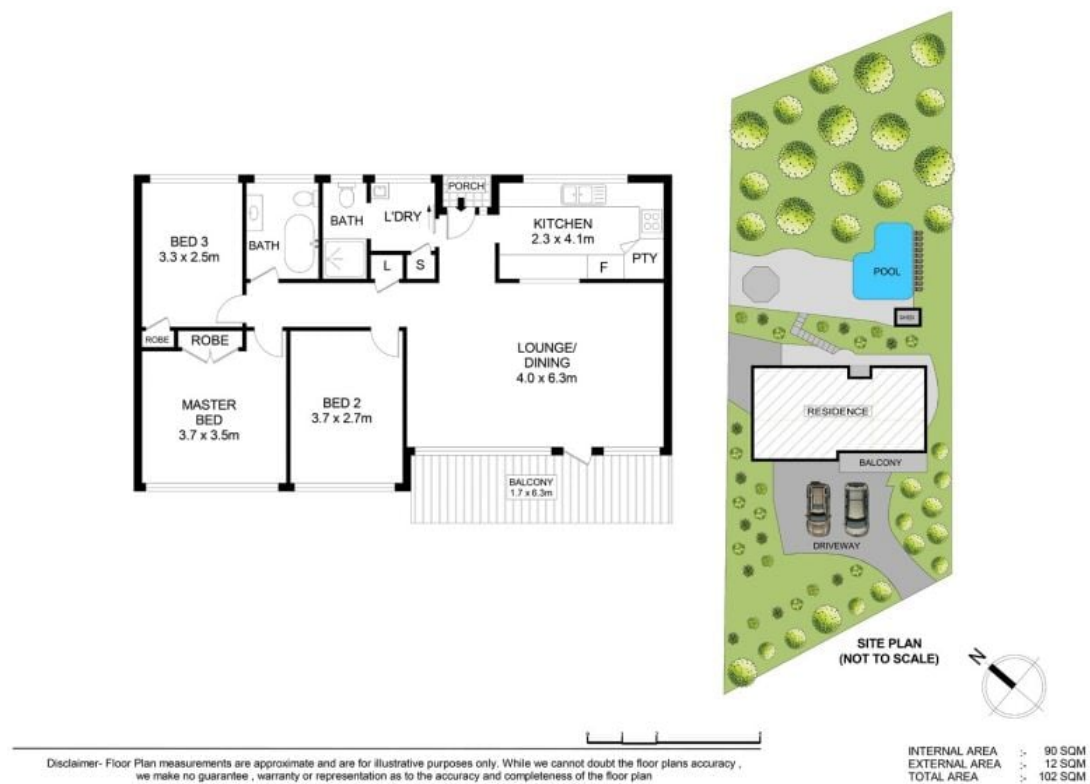 PORCH
BATH
L'DRY
KITCHEN
2.3 x 4.1m
BED 3
3.3 x 2.5m
BATH
L
S
F
PTY
ROBE
ROBE
LOUNGE/
DINING
4.0 x 6.3m
MASTER
BED
3.7 x 3.5m
BED 2
3.7 x 2.7m
BALCONY
1.7 x 6.3m
POOL
SHED
RESIDENCE
BALCONY
DRIVEWAY
SITE PLAN
(NOT TO SCALE)
N
Disclaimer- Floor Plan measurements are approximate and are for illustrative purposes only. While we cannot doubt the floor plans accuracy ,
we make no guarantee , warranty or representation as to the accuracy and completeness of the floor plan
INTERNAL AREA :- 90 SQM
EXTERNAL AREA :- 12 SQM
TOTAL AREA :- 102 SQM